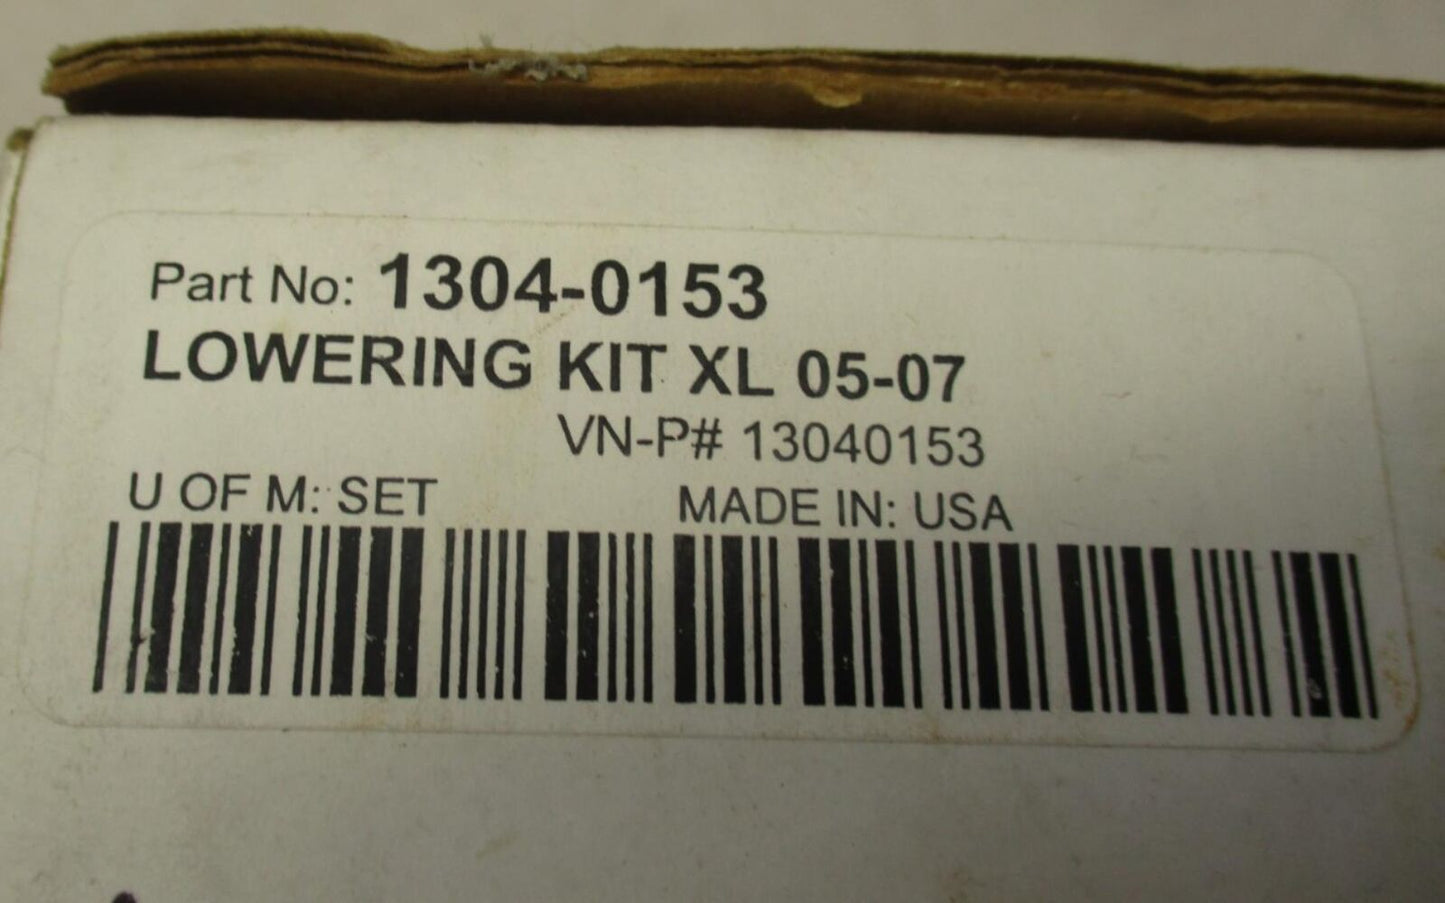 Part No: 1304-0153
LOWERING KIT XL 05-07
VN-P# 13040153
U OF M: SET MADE IN: USA